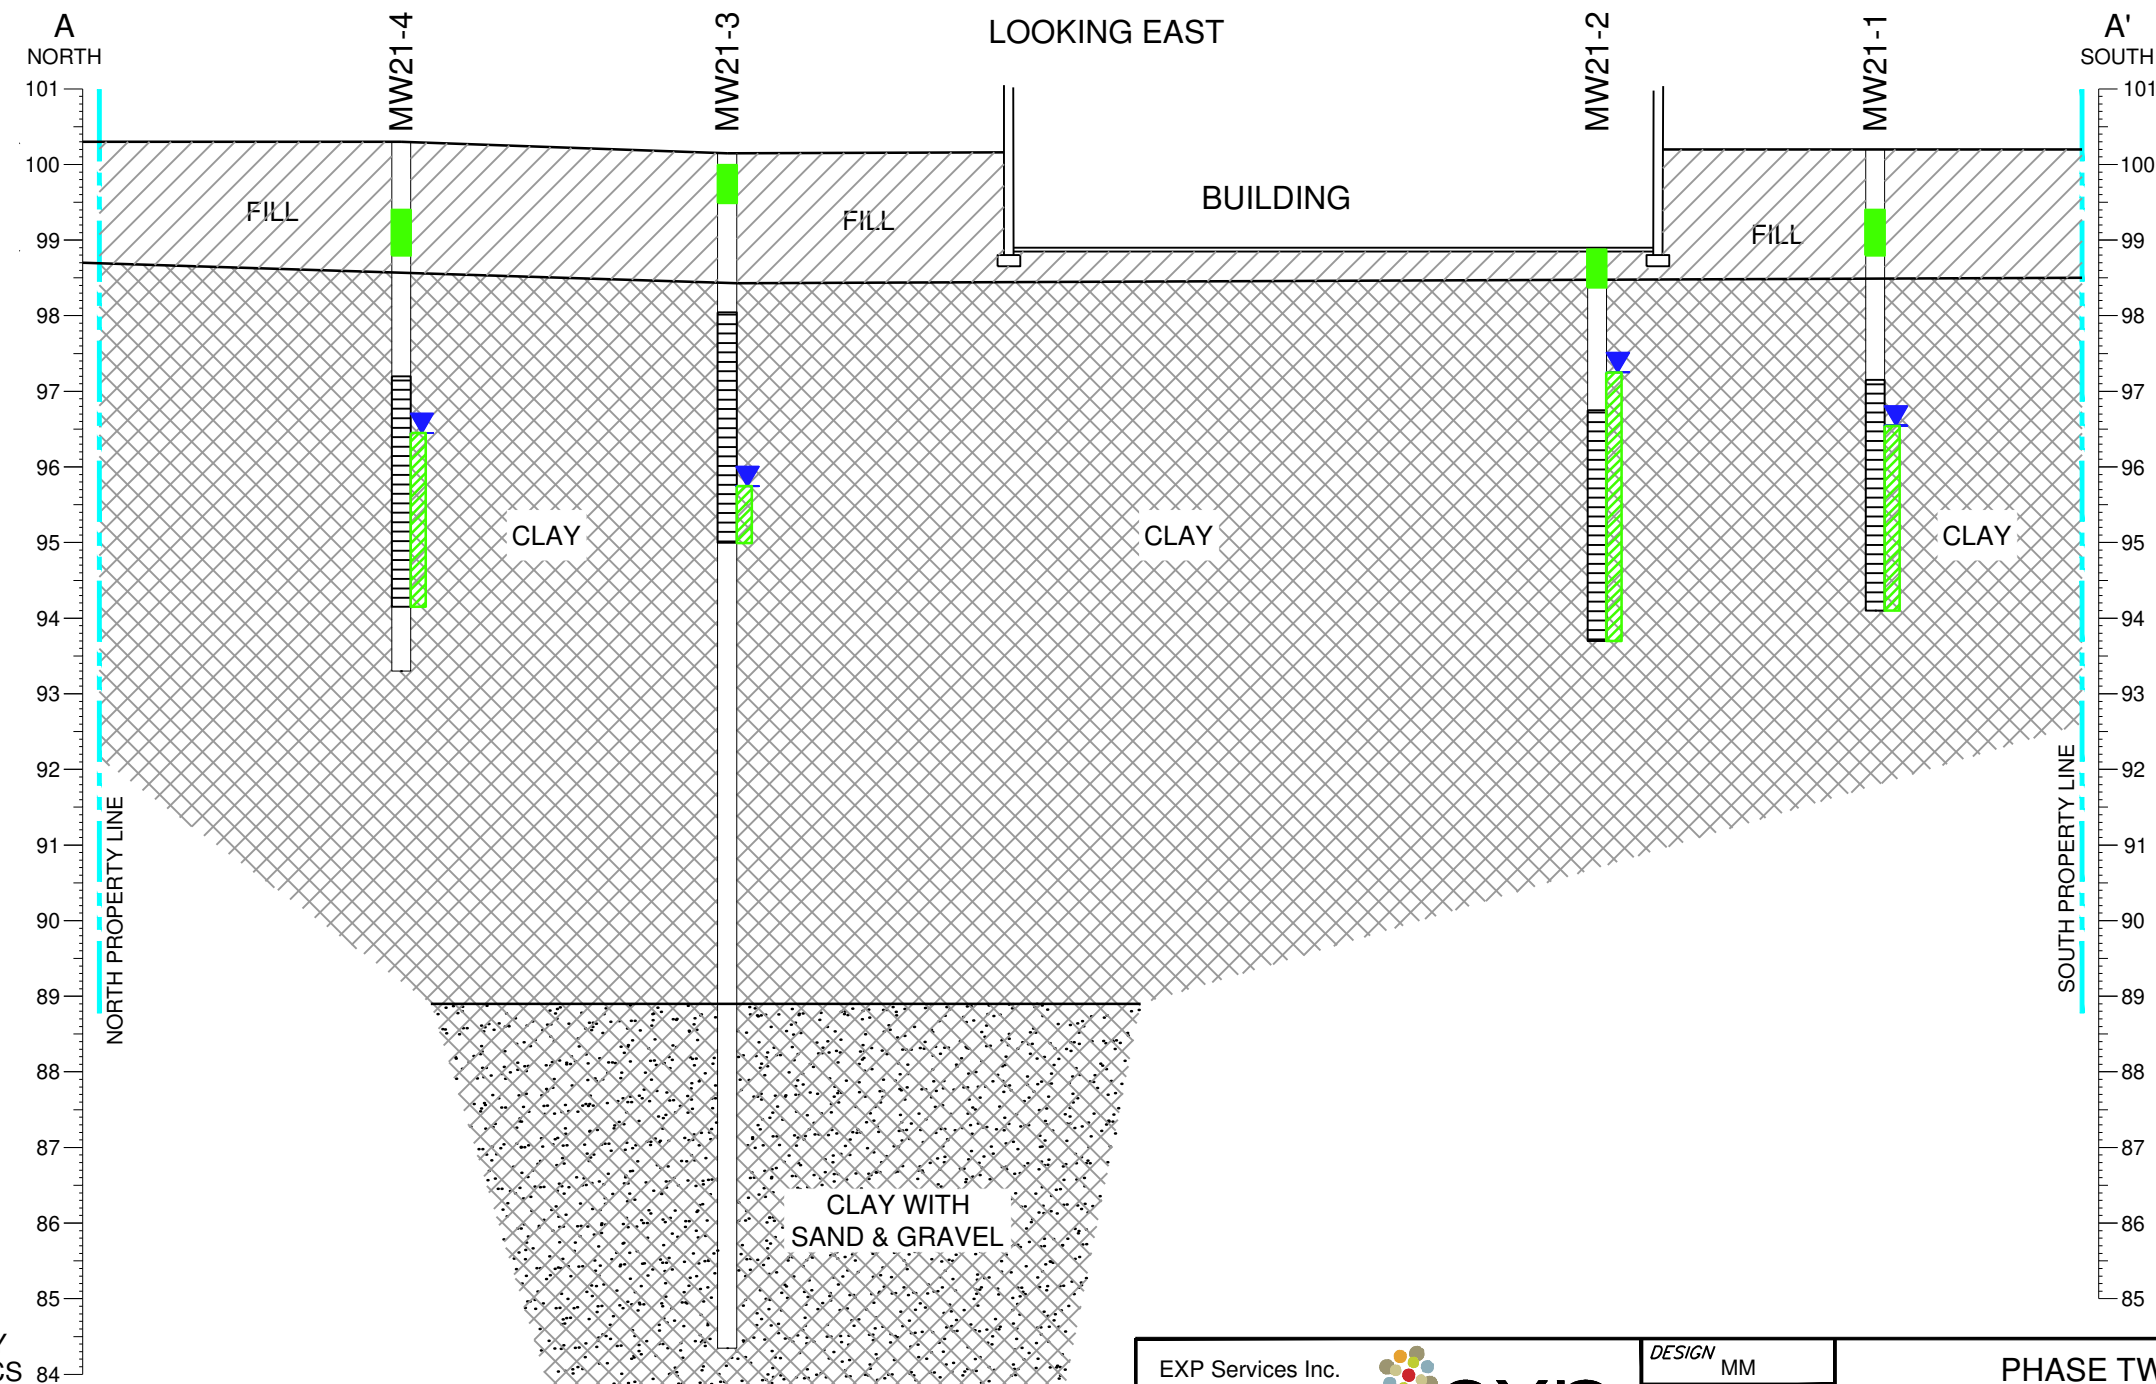 A
NORTH
MW21-4
MW21-3
LOOKING EAST
MW21-2
MW21-1
A'
SOUTH
101
100
99
98
97
96
95
94
93
92
91
90
89
88
87
86
85
84
101
100
99
98
97
96
95
94
93
92
91
90
89
88
87
86
85
FILL
FILL
BUILDING
FILL
CLAY
CLAY
CLAY
NORTH PROPERTY LINE
SOUTH PROPERTY LINE
CLAY WITH
SAND & GRAVEL
EXP Services Inc.
DESIGN
MM